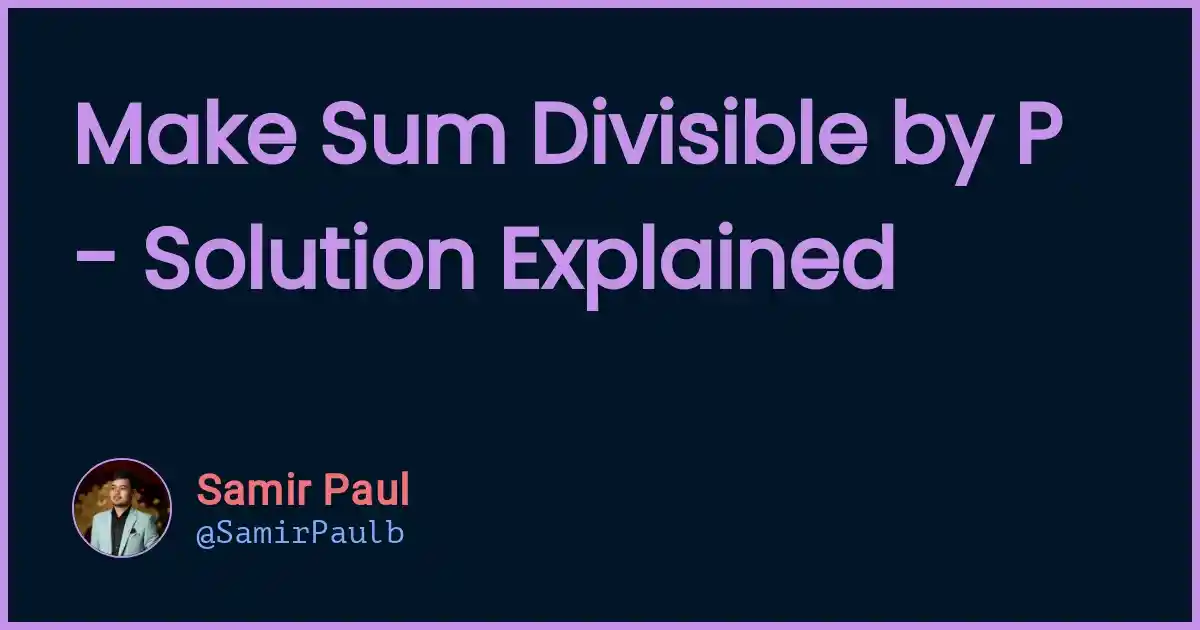 Make Sum Divisible by P
- Solution Explained
Samir Paul
@SamirPaulb